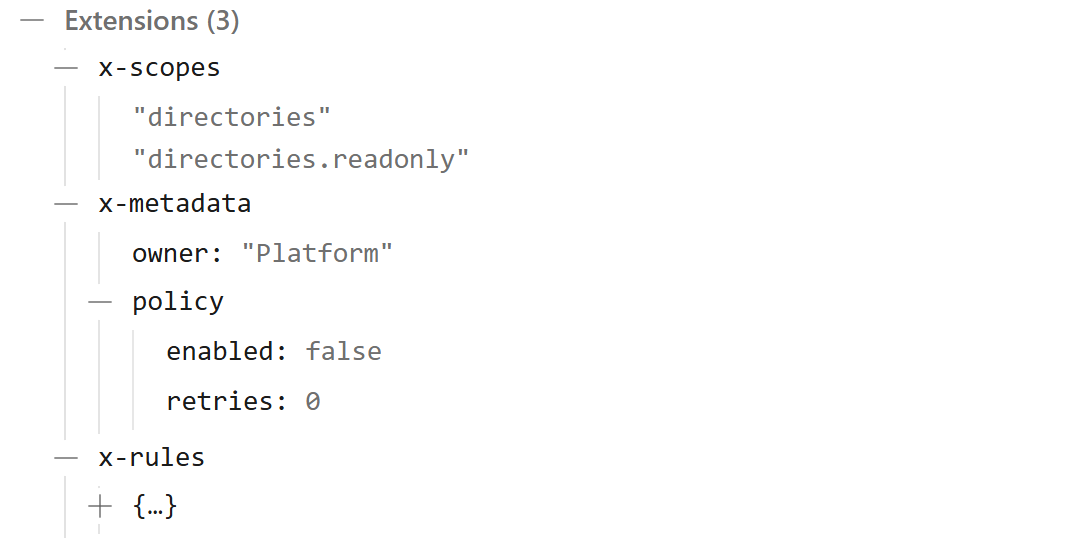 Extensions (3)
x-scopes
"directories"
"directories.readonly"
x-metadata
owner: "Platform"
policy
enabled: false
retries: 0
x-rules
{…}